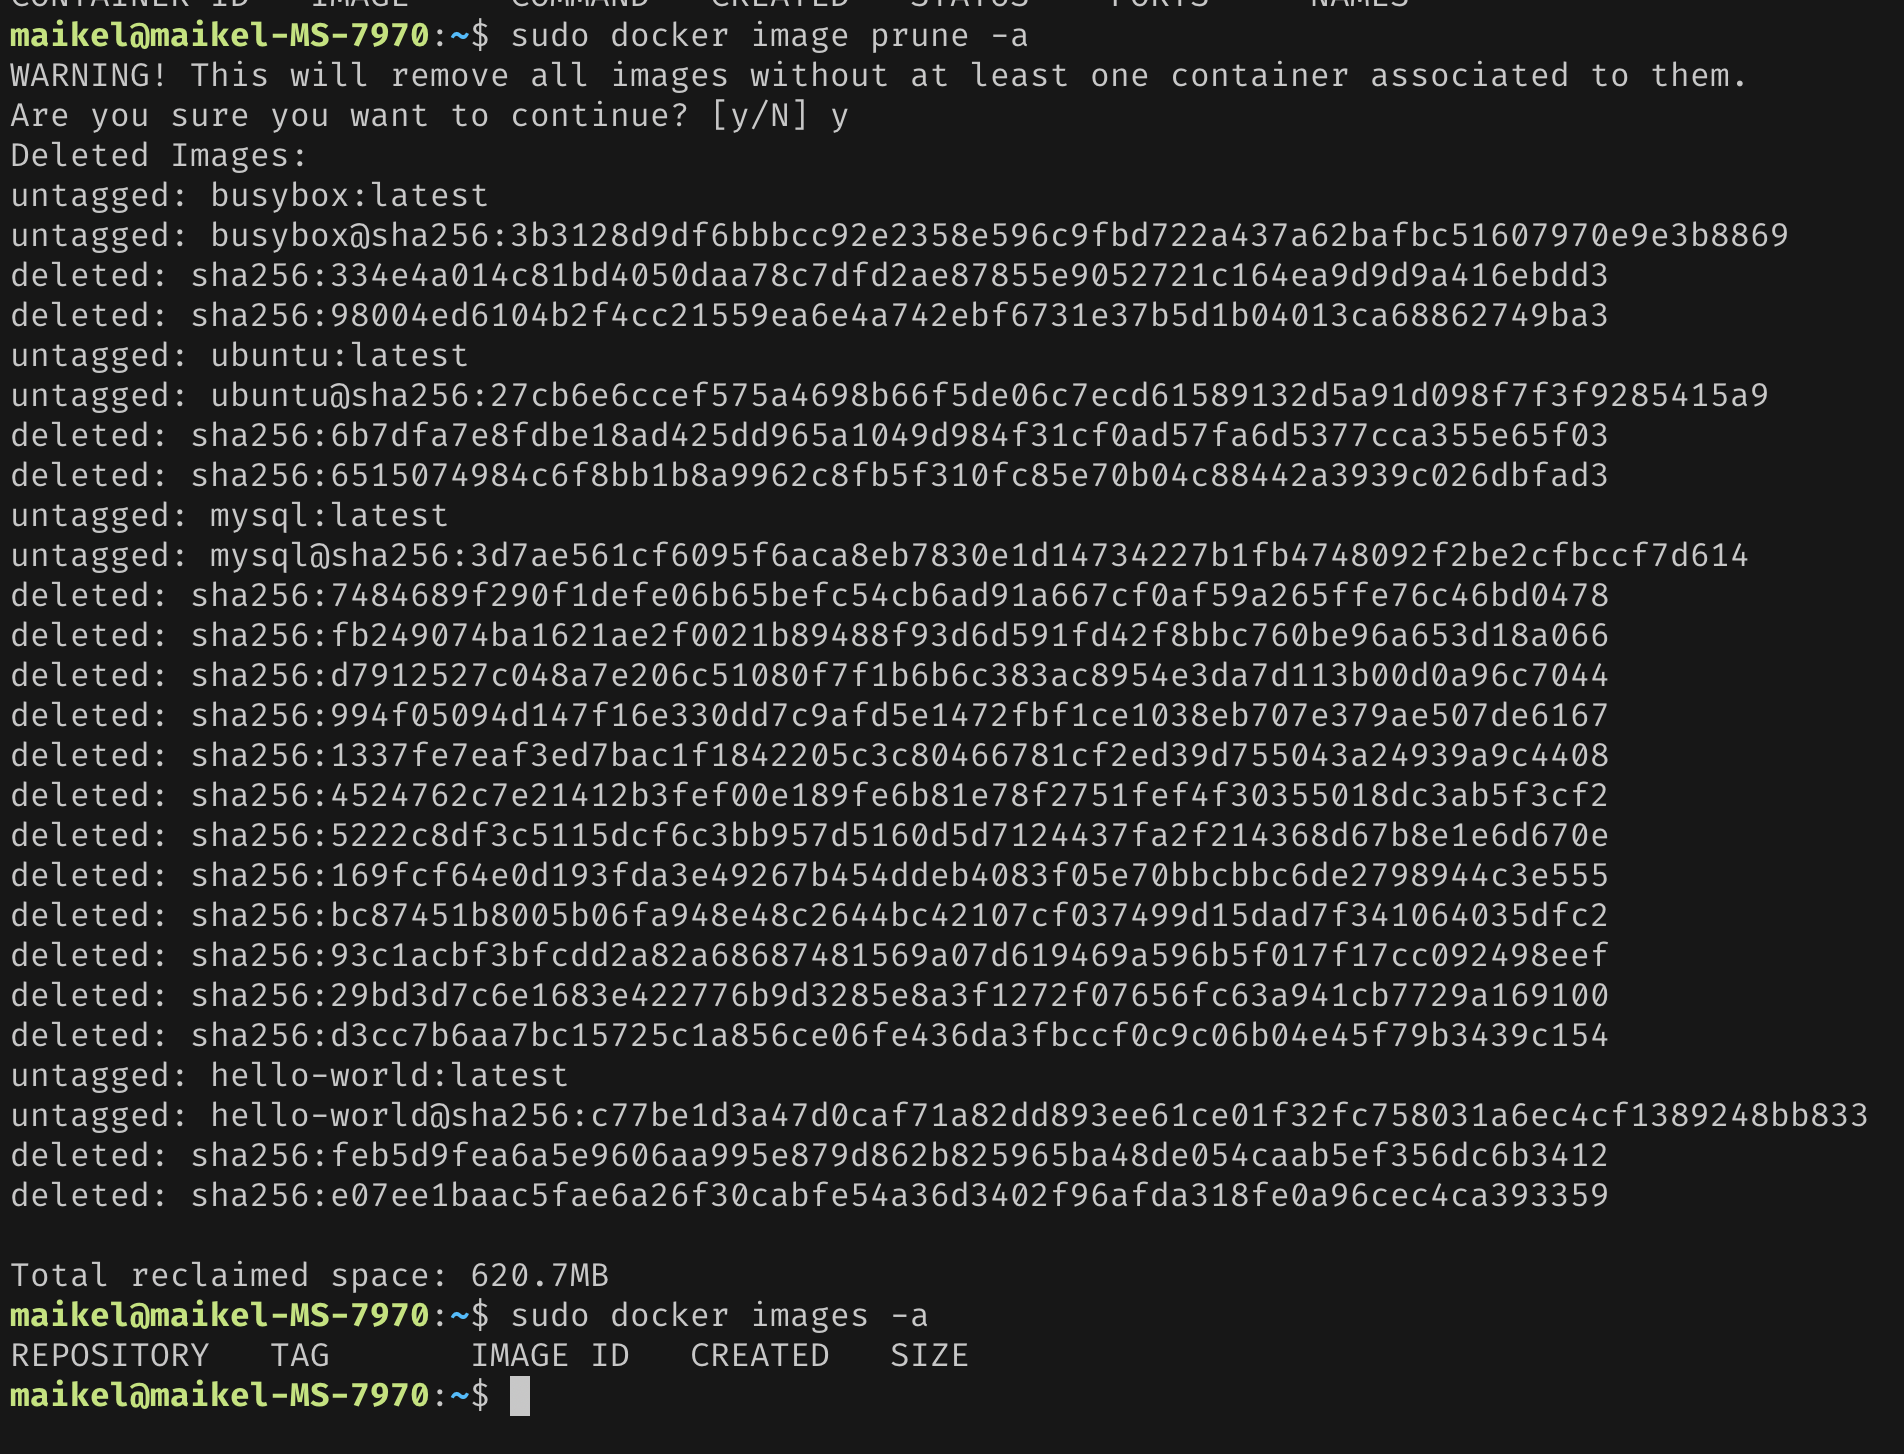 CONTAINER ID   IMAGE     COMMAND   CREATED   STATUS    PORTS     NAMES
maikel@maikel-MS-7970:~$ sudo docker image prune -a
WARNING! This will remove all images without at least one container associated to them.
Are you sure you want to continue? [y/N] y
Deleted Images:
untagged: busybox:latest
untagged: busybox@sha256:3b3128d9df6bbbcc92e2358e596c9fbd722a437a62bafbc51607970e9e3b8869
deleted: sha256:334e4a014c81bd4050daa78c7dfd2ae87855e9052721c164ea9d9d9a416ebdd3
deleted: sha256:98004ed6104b2f4cc21559ea6e4a742ebf6731e37b5d1b04013ca68862749ba3
untagged: ubuntu:latest
untagged: ubuntu@sha256:27cb6e6ccef575a4698b66f5de06c7ecd61589132d5a91d098f7f3f9285415a9
deleted: sha256:6b7dfa7e8fdbe18ad425dd965a1049d984f31cf0ad57fa6d5377cca355e65f03
deleted: sha256:6515074984c6f8bb1b8a9962c8fb5f310fc85e70b04c88442a3939c026dbfad3
untagged: mysql:latest
untagged: mysql@sha256:3d7ae561cf6095f6aca8eb7830e1d14734227b1fb4748092f2be2cfbccf7d614
deleted: sha256:7484689f290f1defe06b65befc54cb6ad91a667cf0af59a265ffe76c46bd0478
deleted: sha256:fb249074ba1621ae2f0021b89488f93d6d591fd42f8bbc760be96a653d18a066
deleted: sha256:d7912527c048a7e206c51080f7f1b6b6c383ac8954e3da7d113b00d0a96c7044
deleted: sha256:994f05094d147f16e330dd7c9afd5e1472fbf1ce1038eb707e379ae507de6167
deleted: sha256:1337fe7eaf3ed7bac1f1842205c3c80466781cf2ed39d755043a24939a9c4408
deleted: sha256:4524762c7e21412b3fef00e189fe6b81e78f2751fef4f30355018dc3ab5f3cf2
deleted: sha256:5222c8df3c5115dcf6c3bb957d5160d5d7124437fa2f214368d67b8e1e6d670e
deleted: sha256:169fcf64e0d193fda3e49267b454ddeb4083f05e70bbcbbc6de2798944c3e555
deleted: sha256:bc87451b8005b06fa948e48c2644bc42107cf037499d15dad7f341064035dfc2
deleted: sha256:93c1acbf3bfcdd2a82a68687481569a07d619469a596b5f017f17cc092498eef
deleted: sha256:29bd3d7c6e1683e422776b9d3285e8a3f1272f07656fc63a941cb7729a169100
deleted: sha256:d3cc7b6aa7bc15725c1a856ce06fe436da3fbccf0c9c06b04e45f79b3439c154
untagged: hello-world:latest
untagged: hello-world@sha256:c77be1d3a47d0caf71a82dd893ee61ce01f32fc758031a6ec4cf1389248bb833
deleted: sha256:feb5d9fea6a5e9606aa995e879d862b825965ba48de054caab5ef356dc6b3412
deleted: sha256:e07ee1baac5fae6a26f30cabfe54a36d3402f96afda318fe0a96cec4ca393359
Total reclaimed space: 620.7MB
maikel@maikel-MS-7970:~$ sudo docker images -a
REPOSITORY   TAG       IMAGE ID   CREATED   SIZE
maikel@maikel-MS-7970:~$